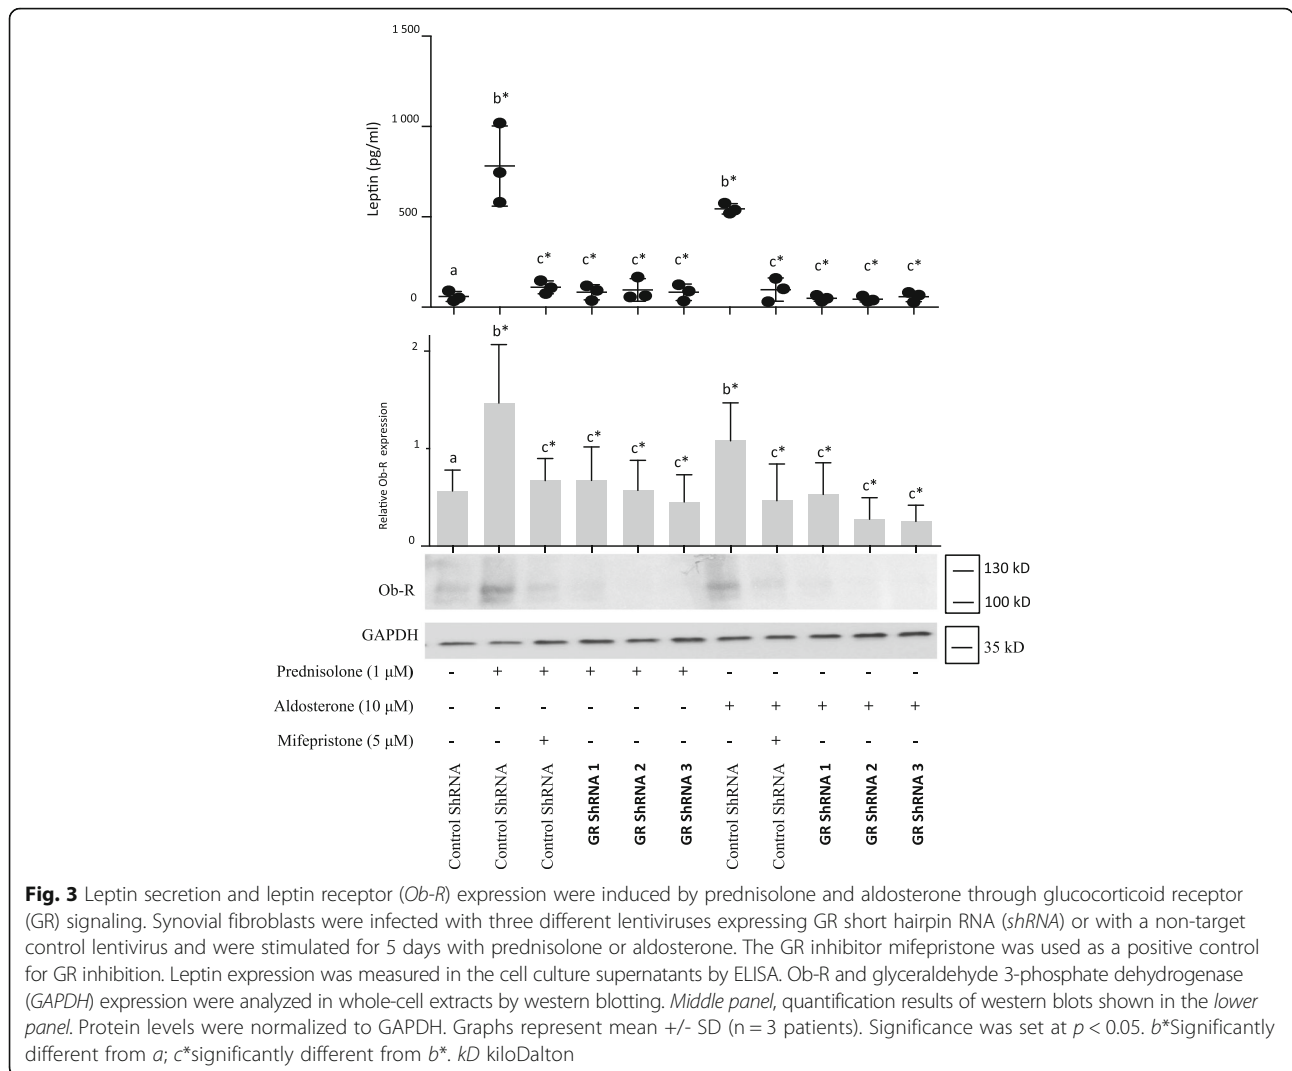 1 500
b*
1 000
Leptin (pg/ml)
b*
500
a c* c* c* c* c* c* c* c*
0
b*
2
b*
Relative Ob-R expression
1
a c* c* c* c* c* c* c* c*
0
Ob-R
130 kD
100 kD
GAPDH
35 kD
Prednisolone (1 µM) - + + + + + - - - - -
Aldosterone (10 µM) - - - - - - + + + + +
Mifepristone (5 µM) - - + - - - - + - - -
Control ShRNA
Control ShRNA
Control ShRNA
GR ShRNA 1
GR ShRNA 2
GR ShRNA 3
Control ShRNA
Control ShRNA
GR ShRNA 1
GR ShRNA 2
GR ShRNA 3
Fig. 3 Leptin secretion and leptin receptor (Ob-R) expression were induced by prednisolone and aldosterone through glucocorticoid receptor
(GR) signaling. Synovial fibroblasts were infected with three different lentiviruses expressing GR short hairpin RNA (shRNA) or with a non-target
control lentivirus and were stimulated for 5 days with prednisolone or aldosterone. The GR inhibitor mifepristone was used as a positive control
for GR inhibition. Leptin expression was measured in the cell culture supernatants by ELISA. Ob-R and glyceraldehyde 3-phosphate dehydrogenase
(GAPDH) expression were analyzed in whole-cell extracts by western blotting. Middle panel, quantification results of western blots shown in the lower
panel. Protein levels were normalized to GAPDH. Graphs represent mean +/- SD (n = 3 patients). Significance was set at p < 0.05. b*Significantly
different from a; c*significantly different from b*. kD kiloDalton